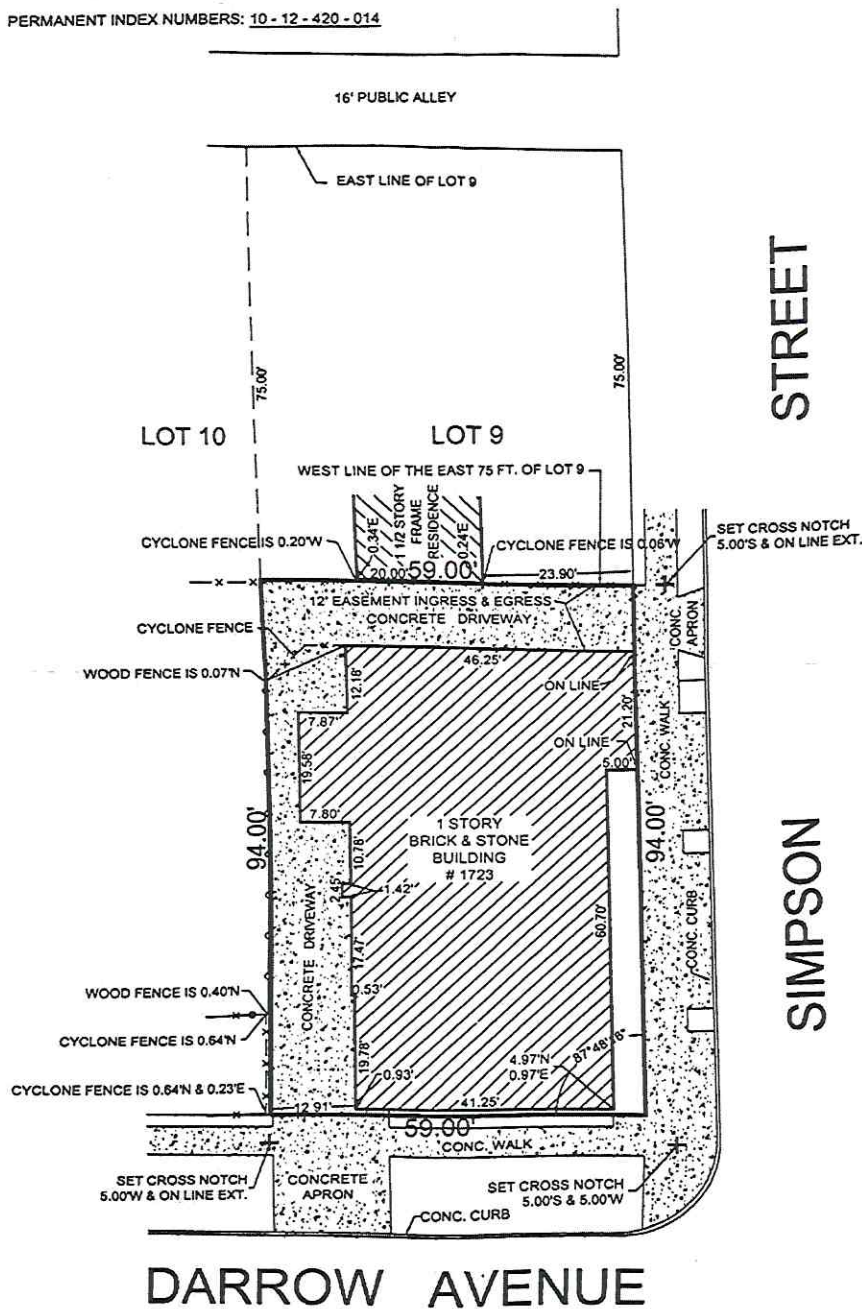 PERMANENT INDEX NUMBERS: 10 - 12 - 420 - 014
16' PUBLIC ALLEY
EAST LINE OF LOT 9
STREET
75.00'
75.00'
LOT 10
LOT 9
WEST LINE OF THE EAST 75 FT. OF LOT 9
1 1/2 STORY
FRAME
RESIDENCE
0.34'E
0.24'E
CYCLONE FENCE IS 0.20'W
CYCLONE FENCE IS 0.06'W
SET CROSS NOTCH
5.00'S & ON LINE EXT.
20.00'
59.00'
23.90'
12' EASEMENT INGRESS & EGRESS
CONCRETE DRIVEWAY
CONC.
APRON
CYCLONE FENCE
WOOD FENCE IS 0.07'N
46.25'
ON LINE
12.18'
21.20'
7.87'
ON LINE
5.00'
CONC. WALK
19.58'
7.80'
94.00'
94.00'
1 STORY
BRICK & STONE
BUILDING
# 1723
10.78'
2.45'
1.42'
SIMPSON
CONCRETE DRIVEWAY
17.47'
60.70'
CONC. CURB
WOOD FENCE IS 0.40'N
0.53'
CYCLONE FENCE IS 0.64'N
19.78'
4.97'N
0.97'E
CYCLONE FENCE IS 0.64'N & 0.23'E
0.93'
12.91'
41.25'
59.00'
CONC. WALK
SET CROSS NOTCH
5.00'W & ON LINE EXT.
CONCRETE
APRON
SET CROSS NOTCH
5.00'S & 5.00'W
CONC. CURB
DARROW AVENUE